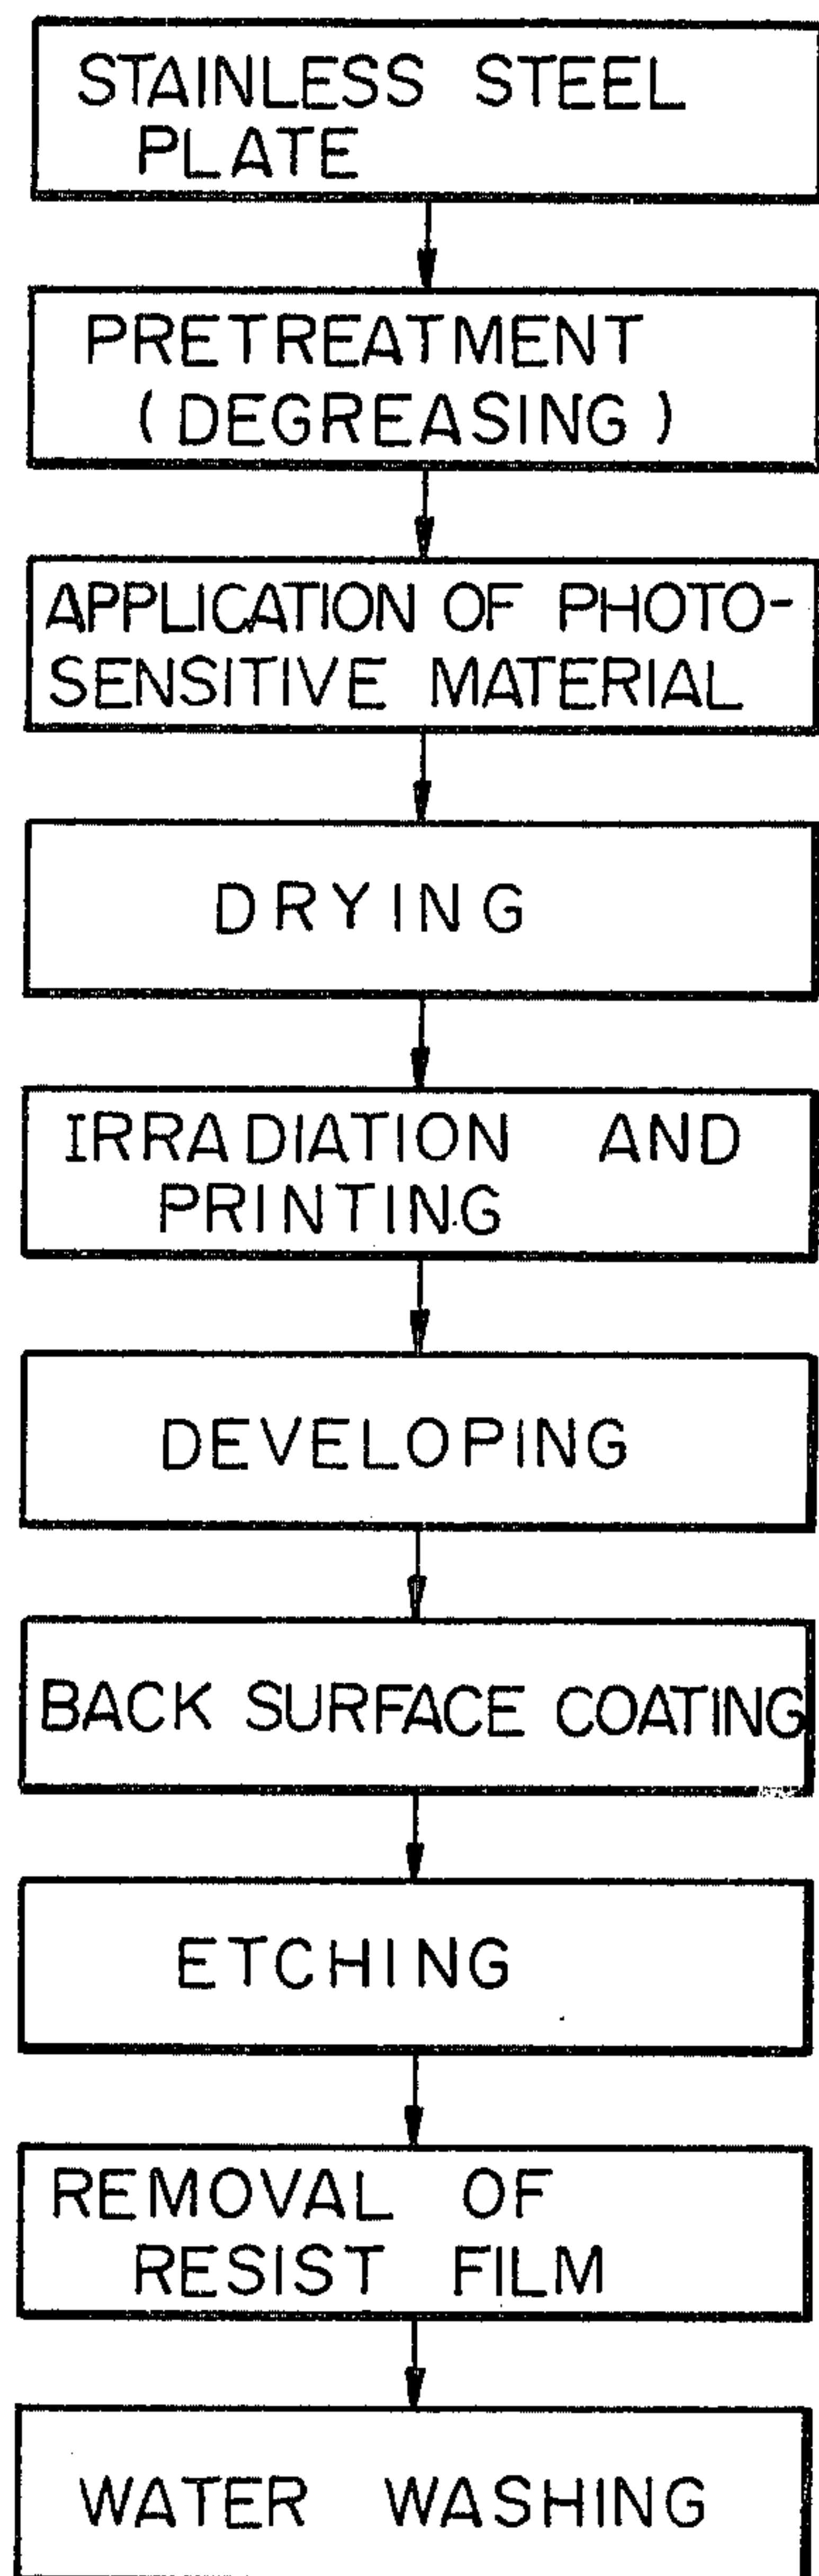 STAINLESS STEEL
PLATE
PRETREATMENT
(DEGREASING)
APPLICATION OF PHOTO-
SENSITIVE MATERIAL
DRYING
IRRADIATION AND
PRINTING
DEVELOPING
BACK SURFACE COATING
ETCHING
REMOVAL OF
RESIST FILM
WATER WASHING